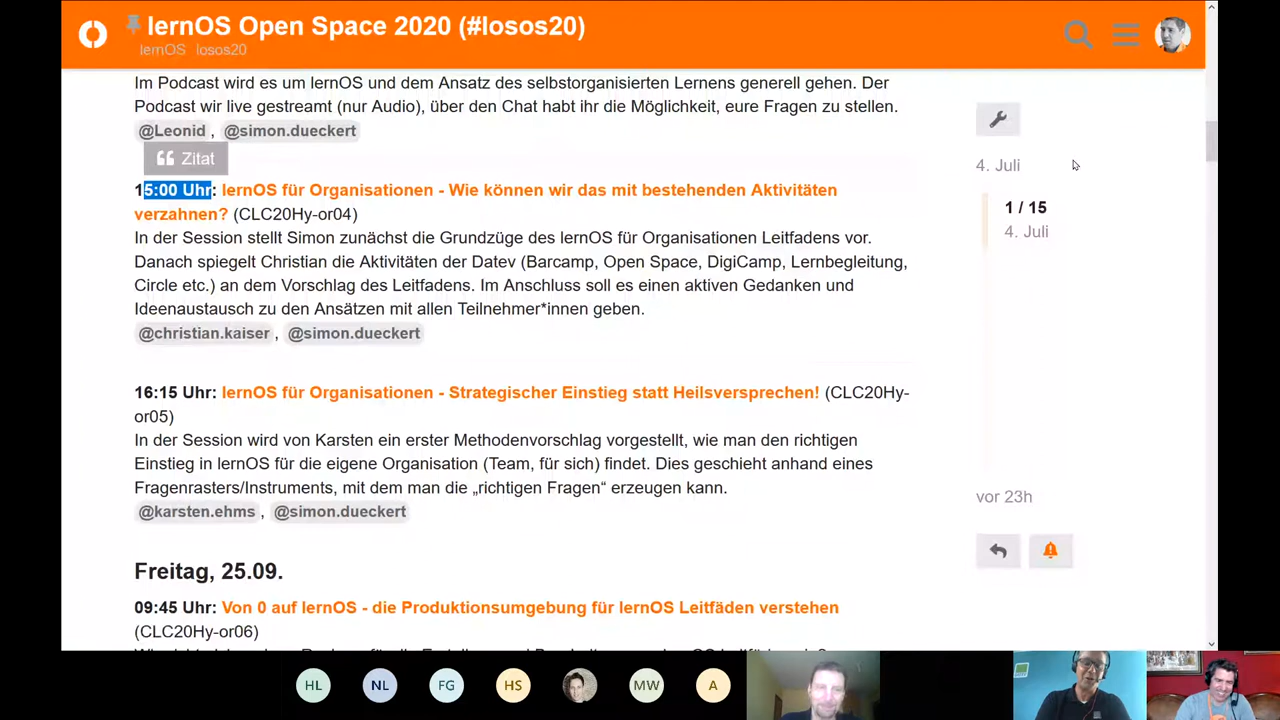 lernOS Open Space 2020 (#losos20)
lernOS losos20
Im Podcast wird es um lernOS und dem Ansatz des selbstorganisierten Lernens generell gehen. Der
Podcast wir live gestreamt (nur Audio), über den Chat habt ihr die Möglichkeit, eure Fragen zu stellen.
@Leonid , @simon.dueckert
Zitat
15:00 Uhr: lernOS für Organisationen - Wie können wir das mit bestehenden Aktivitäten
verzahnen? (CLC20Hy-or04)
In der Session stellt Simon zunächst die Grundzüge des lernOS für Organisationen Leitfadens vor.
Danach spiegelt Christian die Aktivitäten der Datev (Barcamp, Open Space, DigiCamp, Lernbegleitung,
Circle etc.) an dem Vorschlag des Leitfadens. Im Anschluss soll es einen aktiven Gedanken und
Ideenaustausch zu den Ansätzen mit allen Teilnehmer*innen geben.
@christian.kaiser , @simon.dueckert
16:15 Uhr: lernOS für Organisationen - Strategischer Einstieg statt Heilsversprechen! (CLC20Hy-
or05)
In der Session wird von Karsten ein erster Methodenvorschlag vorgestellt, wie man den richtigen
Einstieg in lernOS für die eigene Organisation (Team, für sich) findet. Dies geschieht anhand eines
Fragenrasters/Instruments, mit dem man die „richtigen Fragen“ erzeugen kann.
@karsten.ehms , @simon.dueckert
Freitag, 25.09.
09:45 Uhr: Von 0 auf lernOS - die Produktionsumgebung für lernOS Leitfäden verstehen
(CLC20Hy-or06)
4. Juli
1 / 15
4. Juli
vor 23h
HL NL FG HS MW A